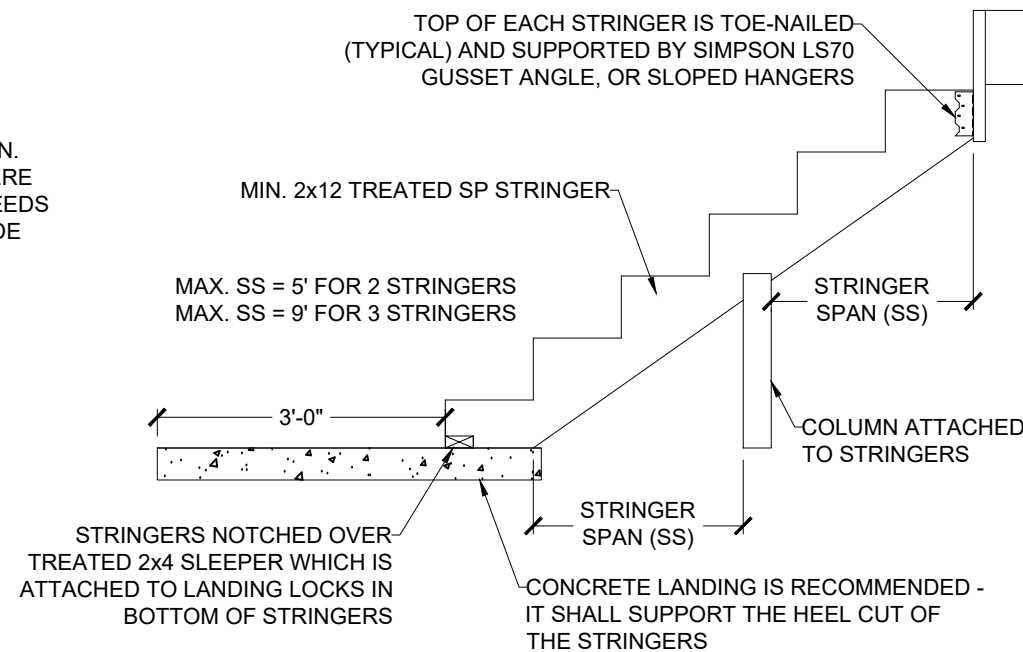 TOP OF EACH STRINGER IS TOE-NAILED
(TYPICAL) AND SUPPORTED BY SIMPSON LS70
GUSSET ANGLE, OR SLOPED HANGERS
N.
ERE
EEDS
DE
MIN. 2x12 TREATED SP STRINGER
MAX. SS = 5' FOR 2 STRINGERS
MAX. SS = 9' FOR 3 STRINGERS
STRINGER
SPAN (SS)
3'-0"
COLUMN ATTACHED
TO STRINGERS
STRINGER
SPAN (SS)
STRINGERS NOTCHED OVER
TREATED 2x4 SLEEPER WHICH IS
ATTACHED TO LANDING LOCKS IN
BOTTOM OF STRINGERS
CONCRETE LANDING IS RECOMMENDED -
IT SHALL SUPPORT THE HEEL CUT OF
THE STRINGERS